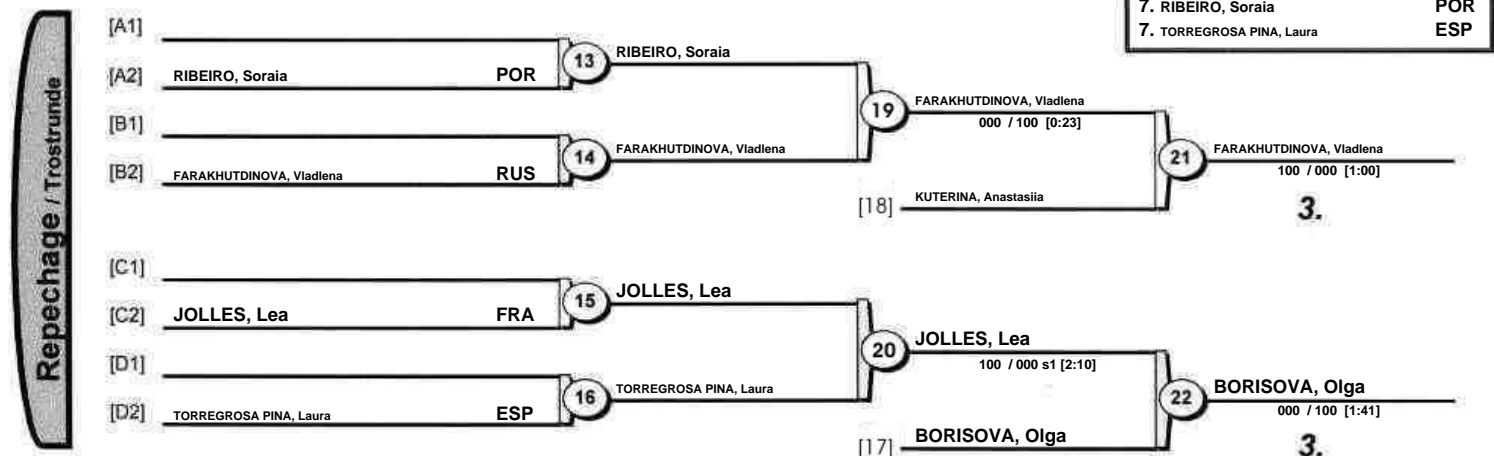 7. RIBEIRO, Soraia POR
7. TORREGROSA PINA, Laura ESP
Repechage / Trostrunde
[A1]
[A2] RIBEIRO, Soraia POR
13 RIBEIRO, Soraia
[B1]
[B2] FARAKHUTDINOVA, Vladlena RUS
14 FARAKHUTDINOVA, Vladlena
19 FARAKHUTDINOVA, Vladlena
000 / 100 [0:23]
[18] KUTERINA, Anastasiia
21 FARAKHUTDINOVA, Vladlena
100 / 000 [1:00]
3.
[C1]
[C2] JOLLES, Lea FRA
15 JOLLES, Lea
[D1]
[D2] TORREGROSA PINA, Laura ESP
16 TORREGROSA PINA, Laura
20 JOLLES, Lea
100 / 000 s1 [2:10]
[17] BORISOVA, Olga
22 BORISOVA, Olga
000 / 100 [1:41]
3.